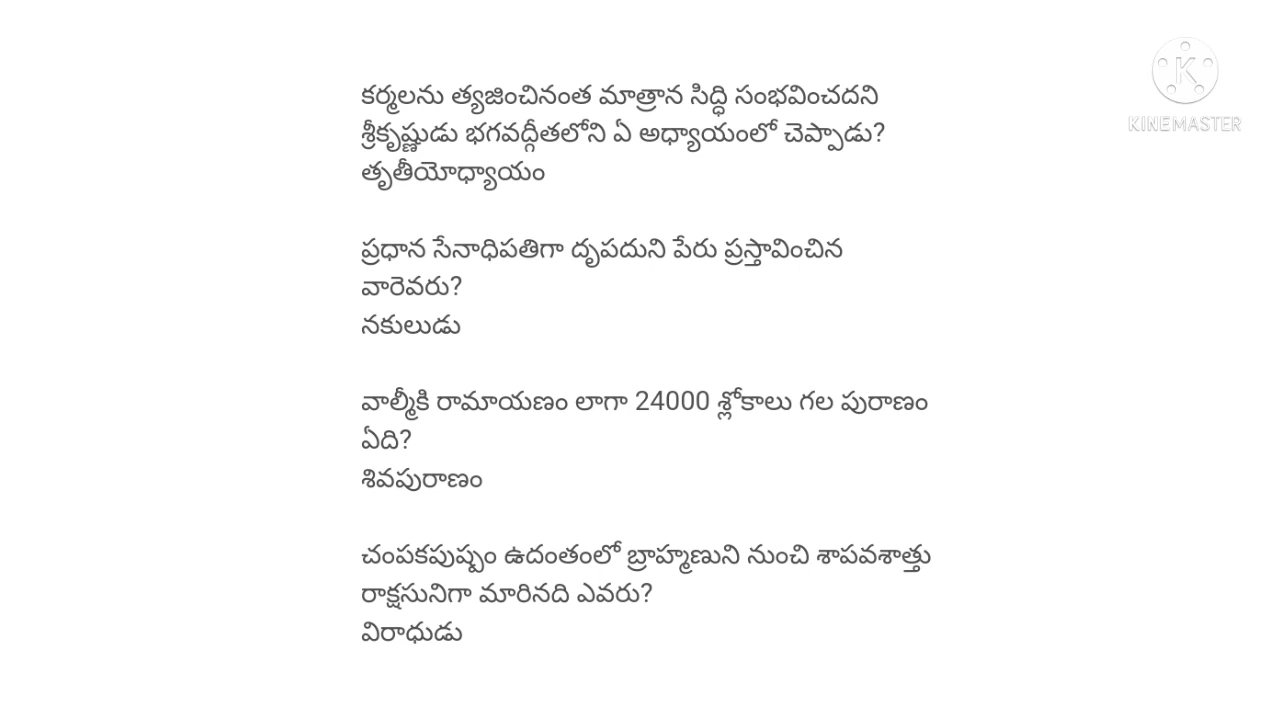 కర్మలను త్యజించినంత మాత్రాన సిద్ధి సంభవించదని
శ్రీకృష్ణుడు భగవద్గీతలోని ఏ అధ్యాయంలో చెప్పాడు?
తృతీయోధ్యాయం
ప్రధాన సేనాధిపతిగా దృపదుని పేరు ప్రస్తావించిన
వారెవరు?
నకులుడు
వాల్మీకి రామాయణం లాగా 24000 శ్లోకాలు గల పురాణం
ఏది?
శివపురాణం
చంపకపుష్పం ఉదంతంలో బ్రాహ్మణుని నుంచి శాపవశాత్తు
రాక్షసునిగా మారినది ఎవరు?
విరాధుడు
K
KINEMASTER